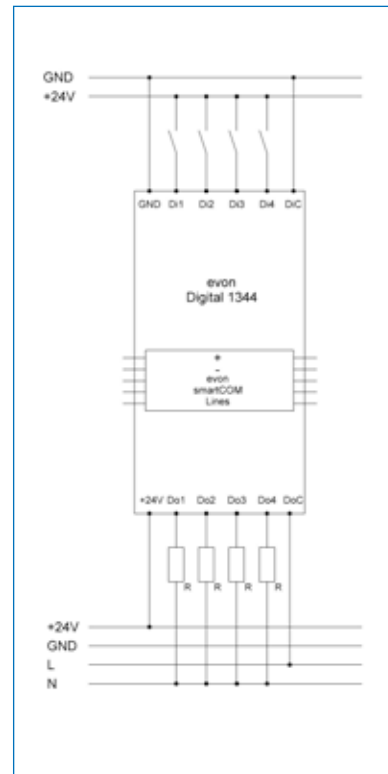 GND
+24V
GND Di1 Di2 Di3 Di4 DiC
evon
Digital 1344
+
-
evon
smartCOM
Lines
+24V Do1 Do2 Do3 Do4 DoC
R R R R
+24V
GND
L
N